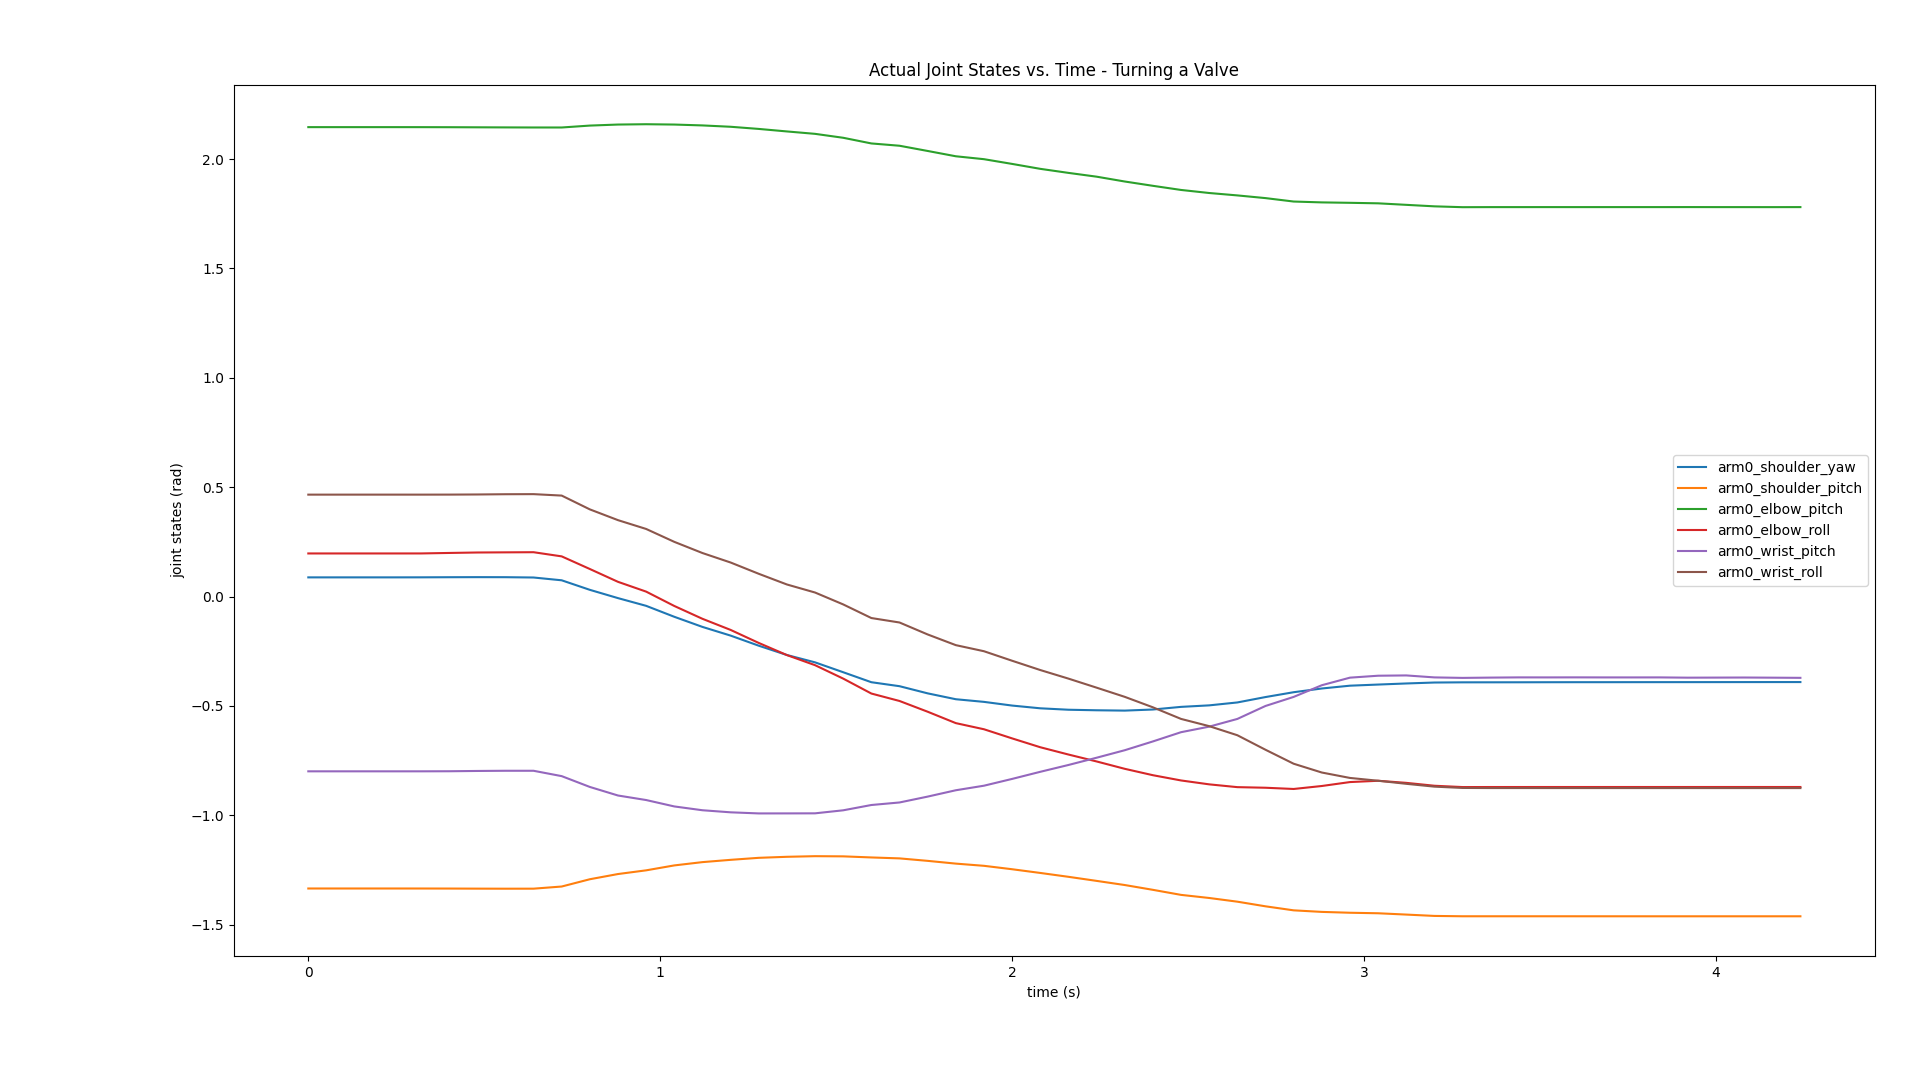 Actual Joint States vs. Time - Turning a Valve
joint states (rad)
2.0
1.5
1.0
0.5
0.0
−0.5
−1.0
−1.5
arm0_shoulder_yaw
arm0_shoulder_pitch
arm0_elbow_pitch
arm0_elbow_roll
arm0_wrist_pitch
arm0_wrist_roll
0 1 2 3 4
time (s)